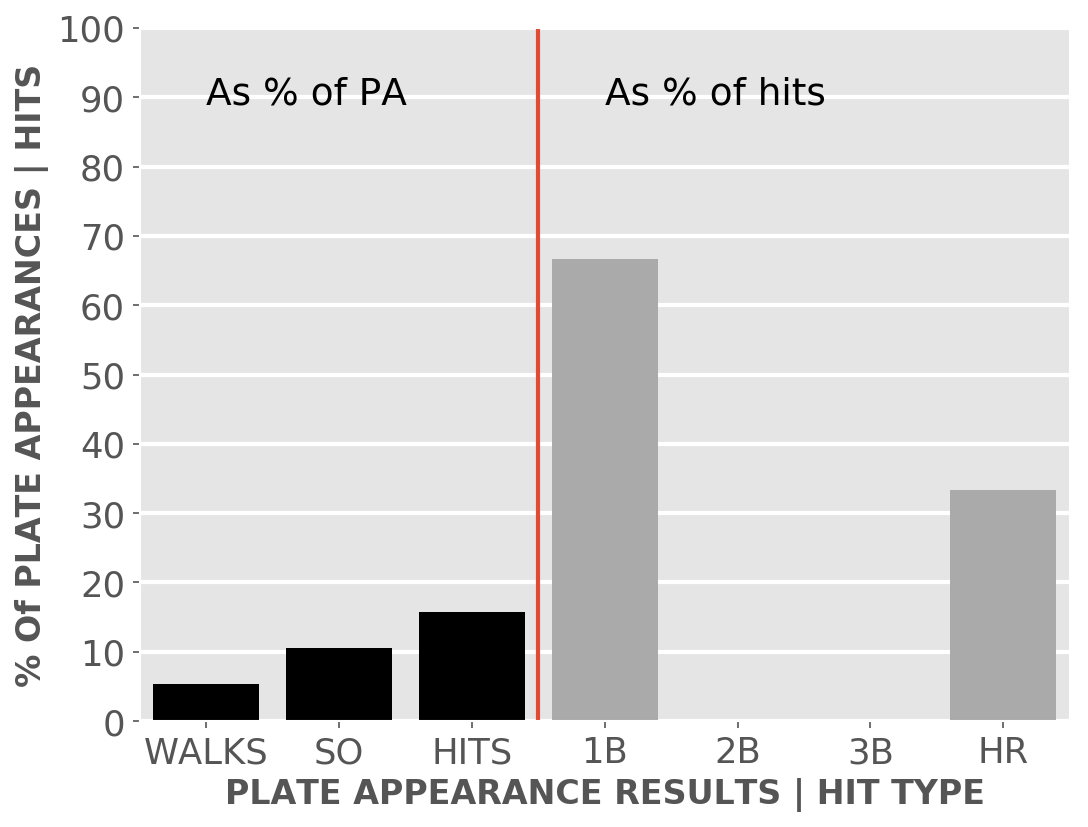 100
90
80
70
60
50
40
30
20
10
0
% Of PLATE APPEARANCES | HITS
As % of PA
As % of hits
WALKS SO HITS 1B 2B 3B HR
PLATE APPEARANCE RESULTS | HIT TYPE